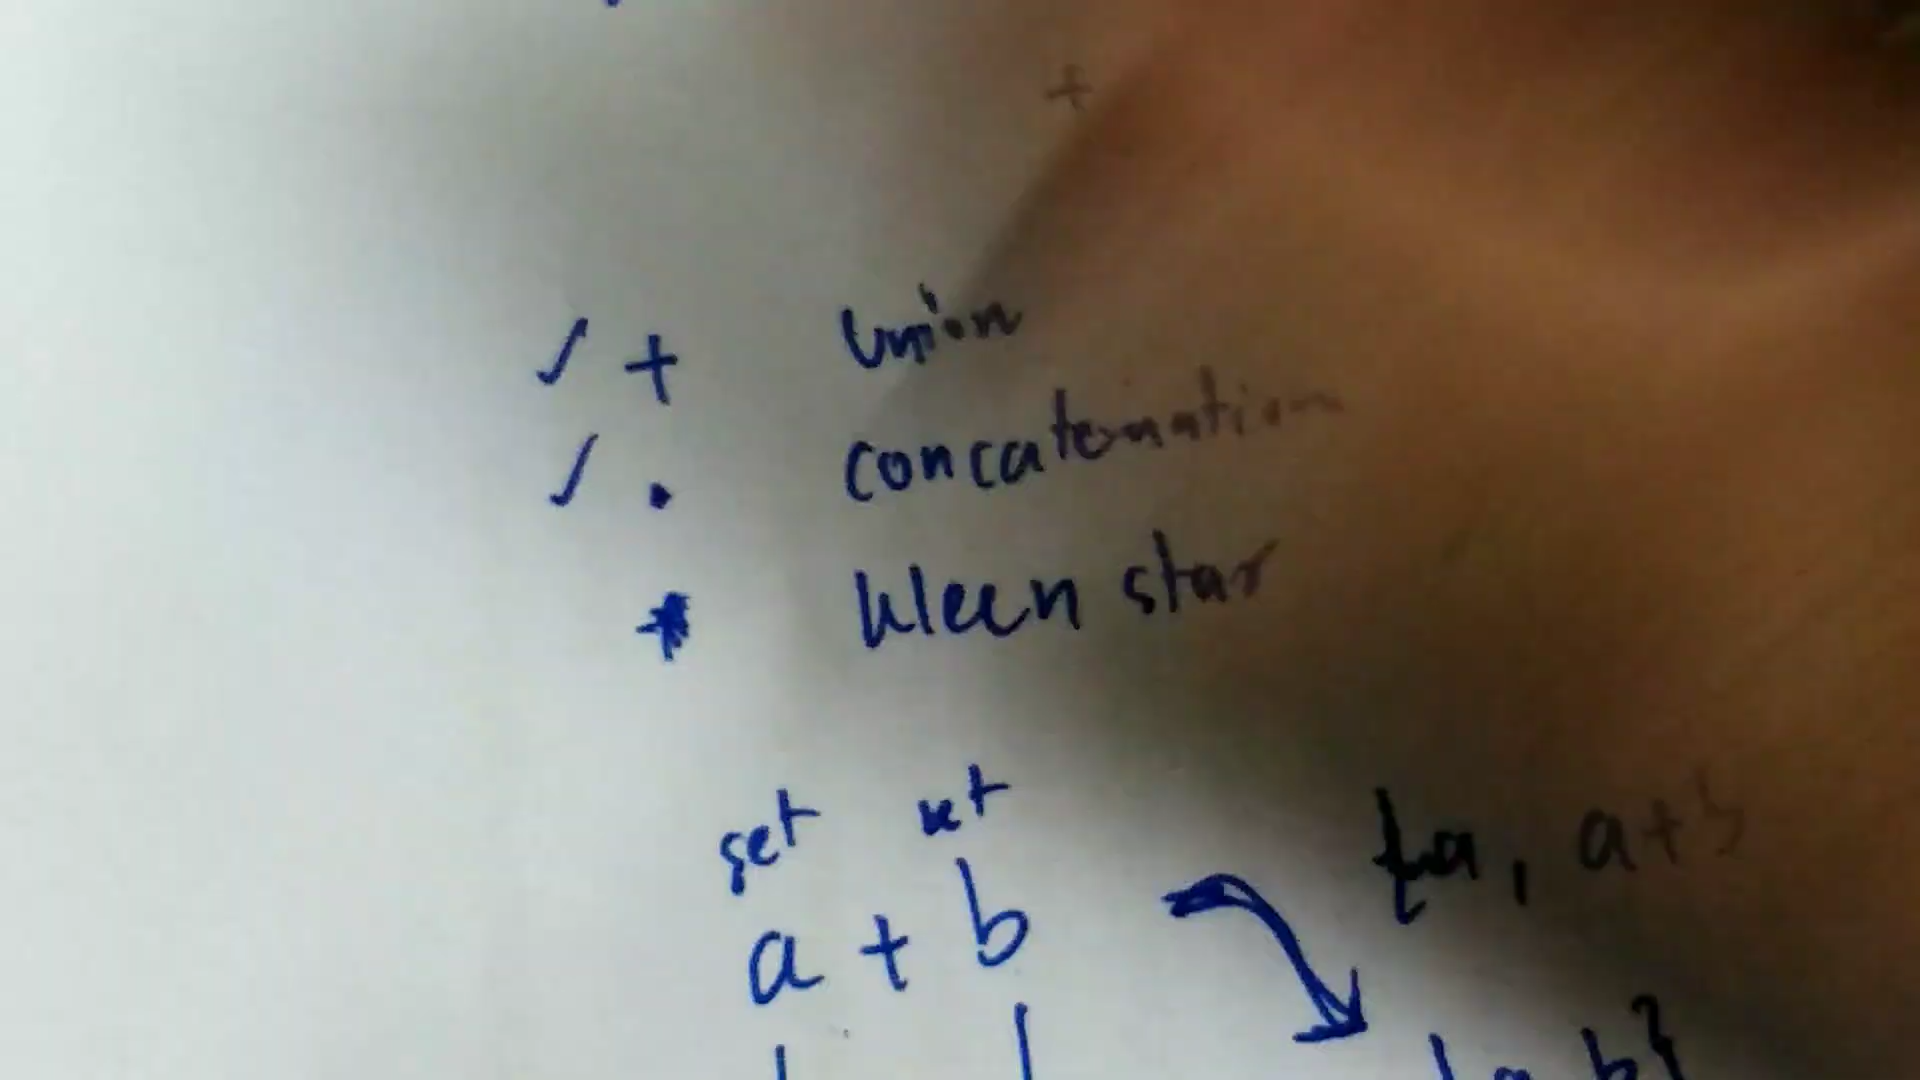 +
✓ + Union
✓ • concatenation
* kleen star
set set
a + b
{a, a+b
{a, b}